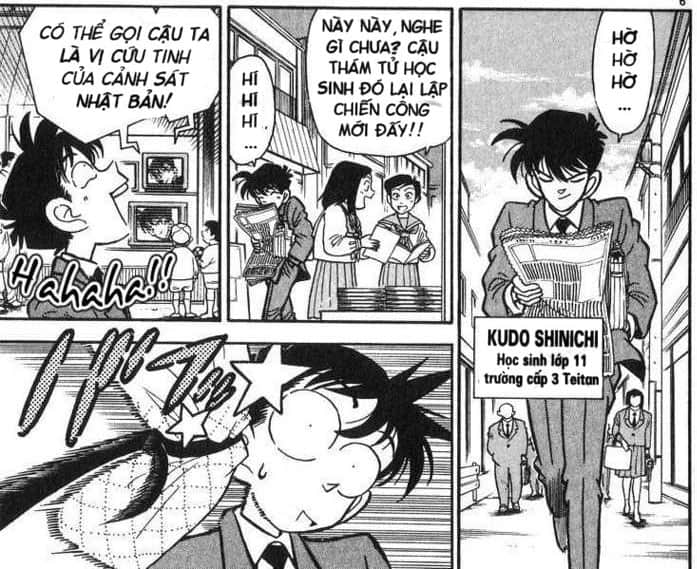 HỜ
HỜ
HỜ
...
KUDO SHINICHI
Học sinh lớp 11
trường cấp 3 Teitan
NÀY NÀY, NGHE
GÌ CHƯA? CẬU
THÁM TỬ HỌC
SINH ĐÓ LẠI LẬP
CHIẾN CÔNG
MỚI ĐẤY!!
HÍ
HÍ
HÍ
...
CÓ THỂ GỌI CẬU TA
LÀ VỊ CỨU TINH
CỦA CẢNH SÁT
NHẬT BẢN!
Hahaha!!